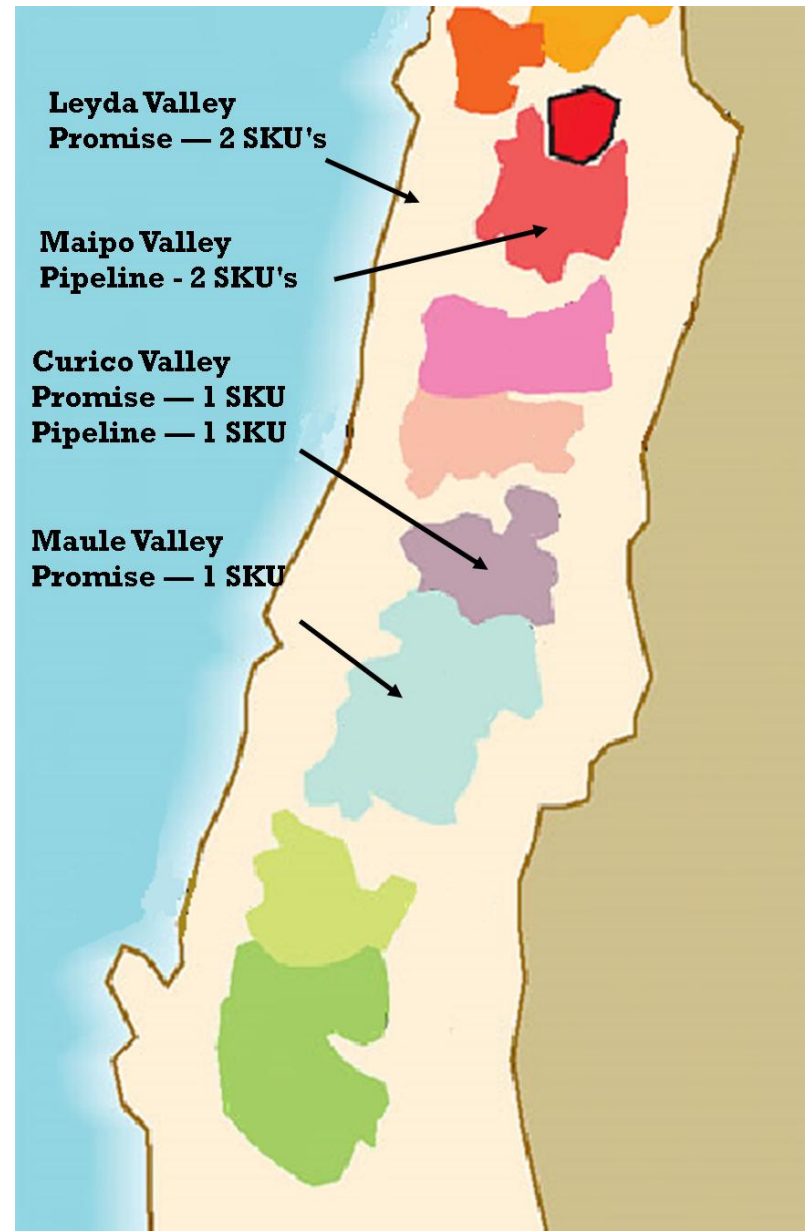 Leyda Valley
Promise — 2 SKU's
Maipo Valley
Pipeline - 2 SKU's
Curico Valley
Promise — 1 SKU
Pipeline — 1 SKU
Maule Valley
Promise — 1 SKU